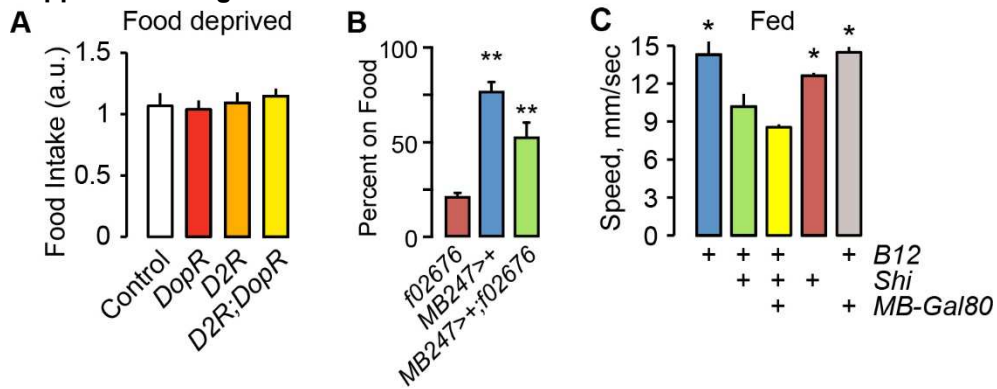 A
Food deprived
Food Intake (a.u.)
1.5
1
0.5
0
Control
DopR
D2R
D2R;DopR
B
Percent on Food
100
50
0
**
**
f02676
MB247>+
MB247>+;f02676
C
Fed
Speed, mm/sec
15
12
9
6
3
0
*
*
*
+ + + B12
+ + + Shi
+ + MB-Gal80